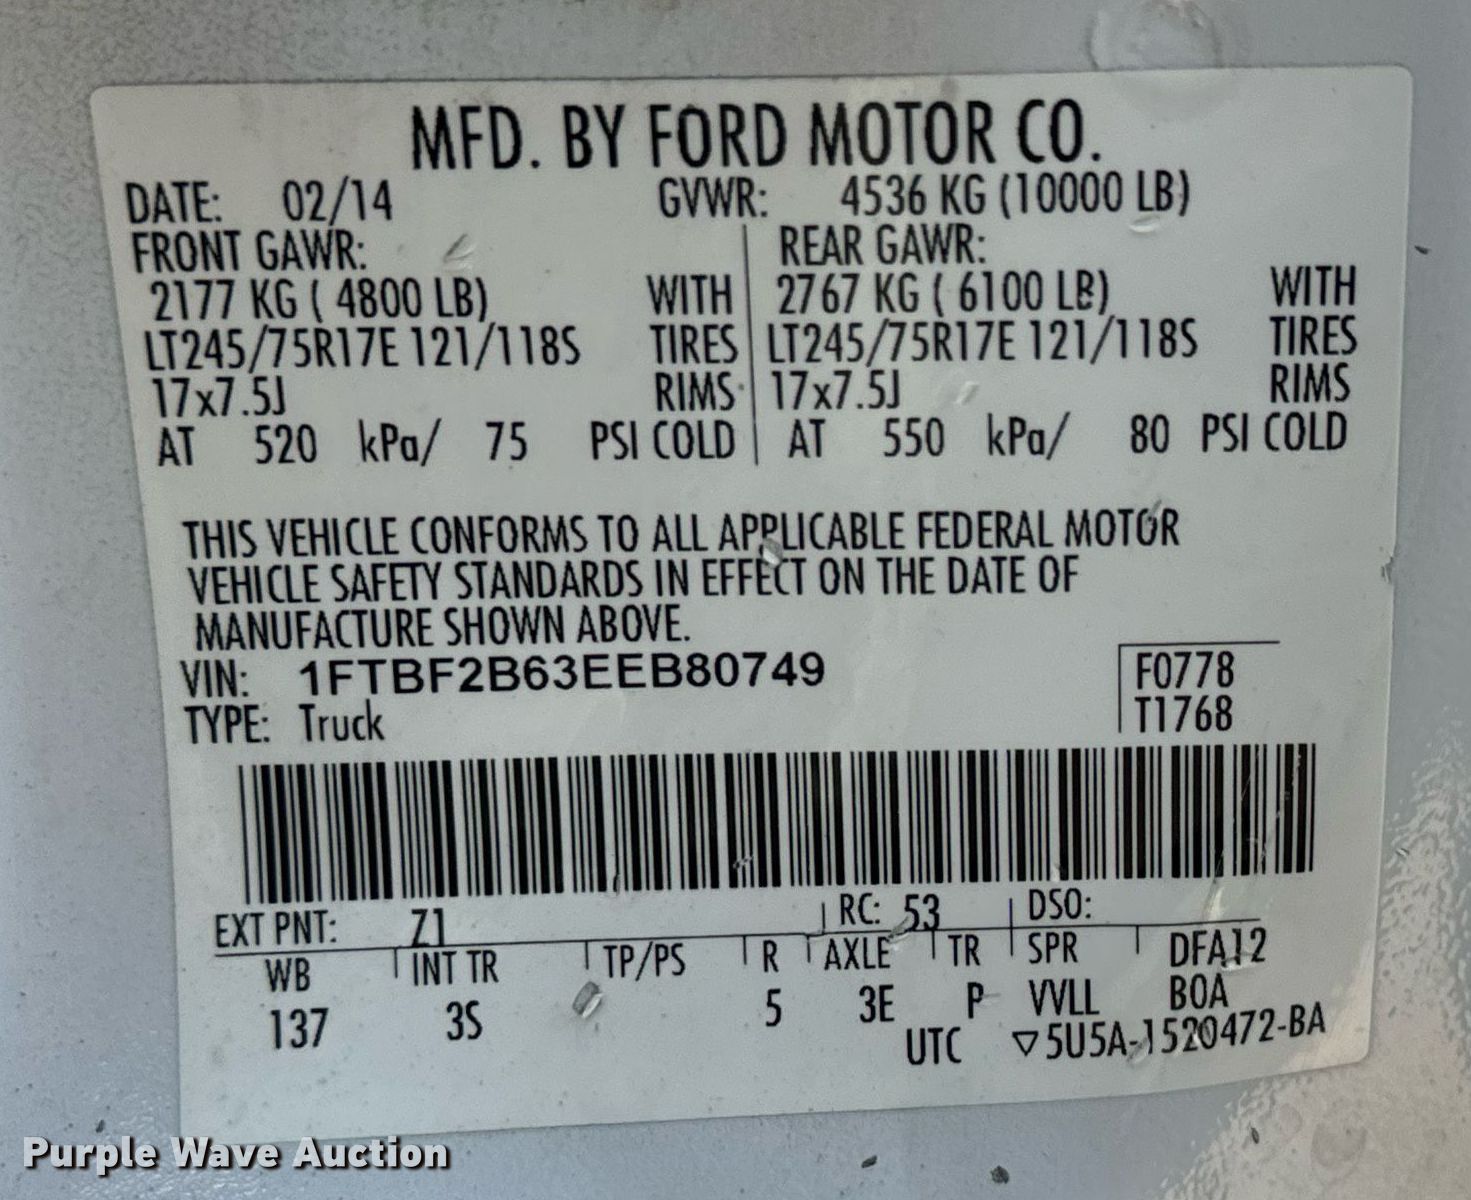 MFD. BY FORD MOTOR CO.
DATE: 02/14 GVWR: 4536 KG (10000 LB)
FRONT GAWR: REAR GAWR:
2177 KG ( 4800 LB) WITH 2767 KG ( 6100 LB) WITH
LT245/75R17E 121/118S TIRES LT245/75R17E 121/118S TIRES
17x7.5J RIMS 17x7.5J RIMS
AT 520 kPa/ 75 PSI COLD AT 550 kPa/ 80 PSI COLD
THIS VEHICLE CONFORMS TO ALL APPLICABLE FEDERAL MOTOR
VEHICLE SAFETY STANDARDS IN EFFECT ON THE DATE OF
MANUFACTURE SHOWN ABOVE.
VIN: 1FTBF2B63EEB80749 F0778
TYPE: Truck T1768
EXT PNT: Z1 RC: 53 DSO:
WB INT TR TP/PS R AXLE TR SPR DFA12
137 3S 5 3E P VVLL BOA
UTC ▽5U5A-1520472-BA
Purple Wave Auction